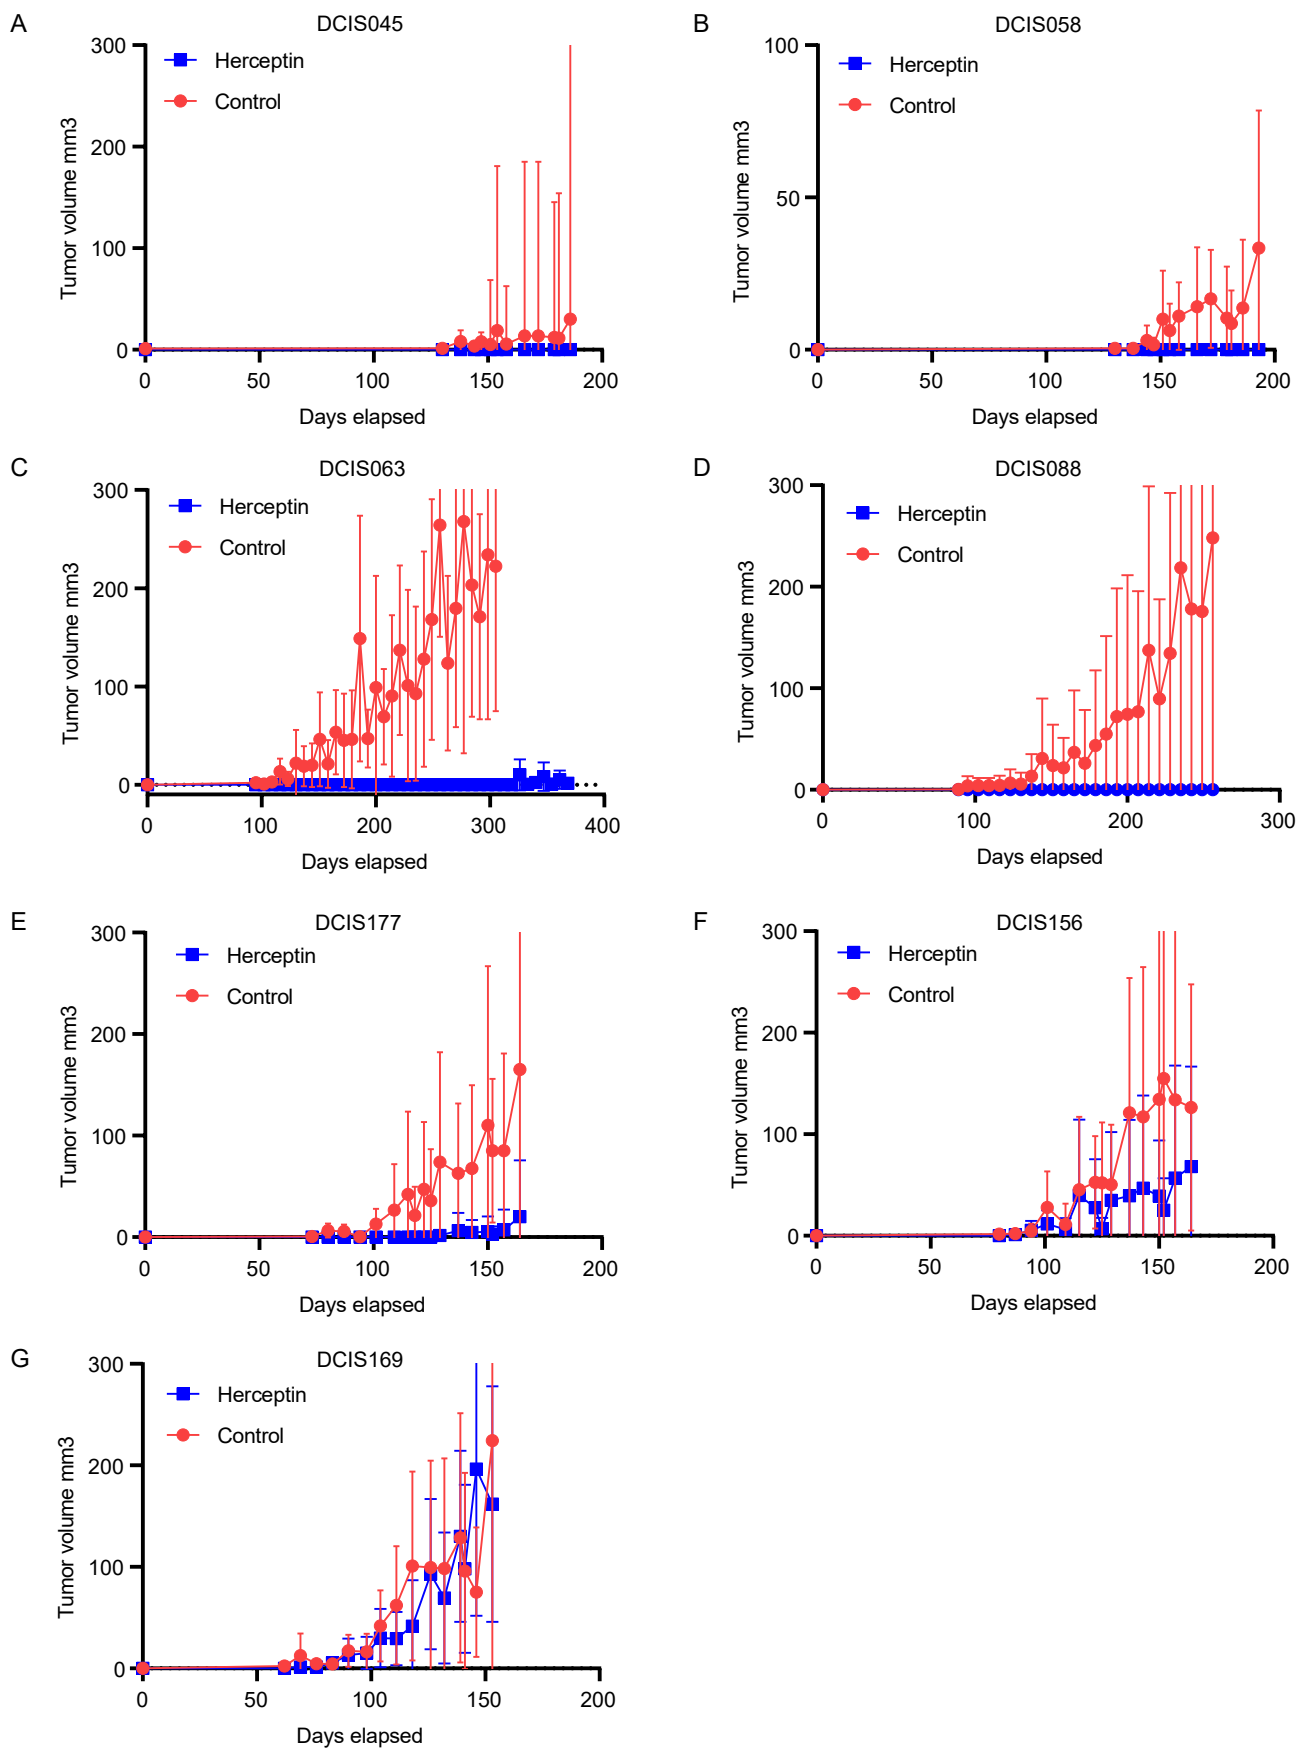 A
DCIS045
Herceptin
Control
Tumor volume mm3
300
200
100
0
0 50 100 150 200
Days elapsed
B
DCIS058
Herceptin
Control
Tumor volume mm3
100
50
0
0 50 100 150 200
Days elapsed
C
DCIS063
Herceptin
Control
Tumor volume mm3
300
200
100
0
0 100 200 300 400
Days elapsed
D
DCIS088
Herceptin
Control
Tumor volume mm3
300
200
100
0
0 100 200 300
Days elapsed
E
DCIS177
Herceptin
Control
Tumor volume mm3
300
200
100
0
0 50 100 150 200
Days elapsed
F
DCIS156
Herceptin
Control
Tumor volume mm3
300
200
100
0
0 50 100 150 200
Days elapsed
G
DCIS169
Herceptin
Control
Tumor volume mm3
300
200
100
0
0 50 100 150 200
Days elapsed